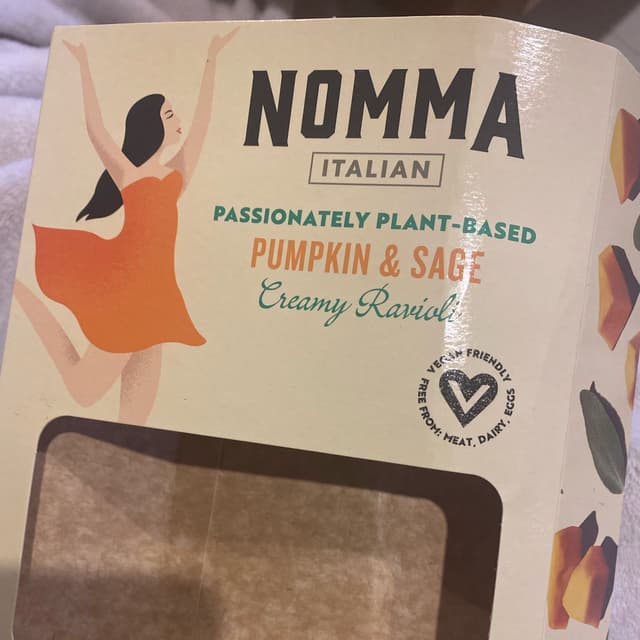 NOMMA
ITALIAN
PASSIONATELY PLANT-BASED
PUMPKIN & SAGE
Creamy Ravioli
VEGAN FRIENDLY
FREE FROM: MEAT, DAIRY, EGGS